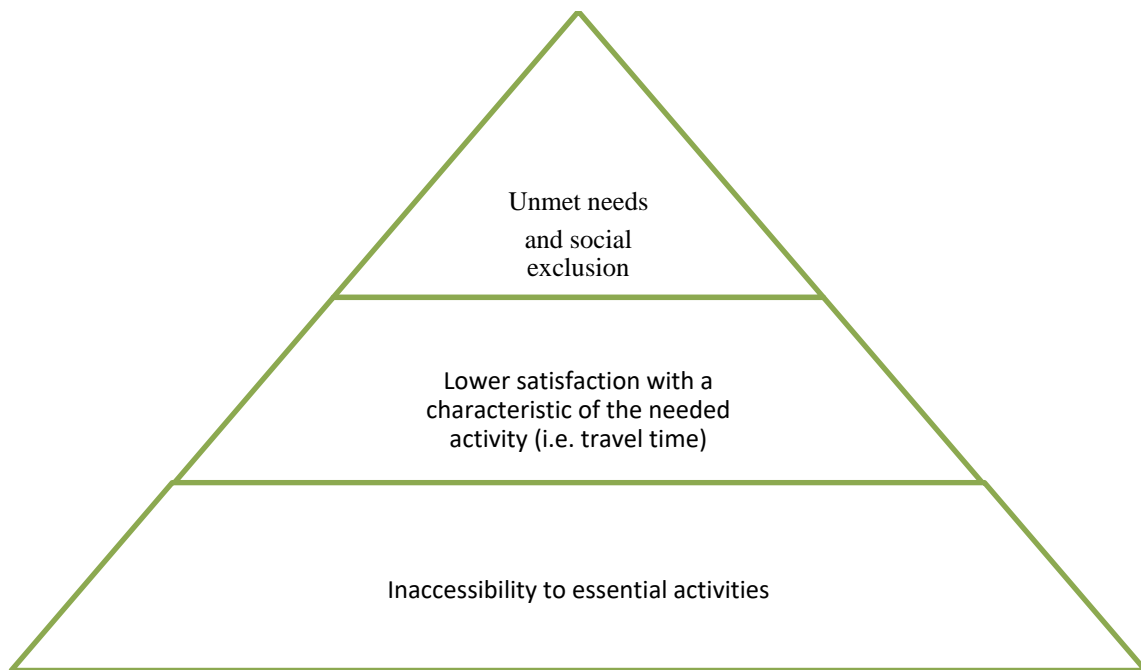 Unmet needs
and social
exclusion
Lower satisfaction with a
characteristic of the needed
activity (i.e. travel time)
Inaccessibility to essential activities